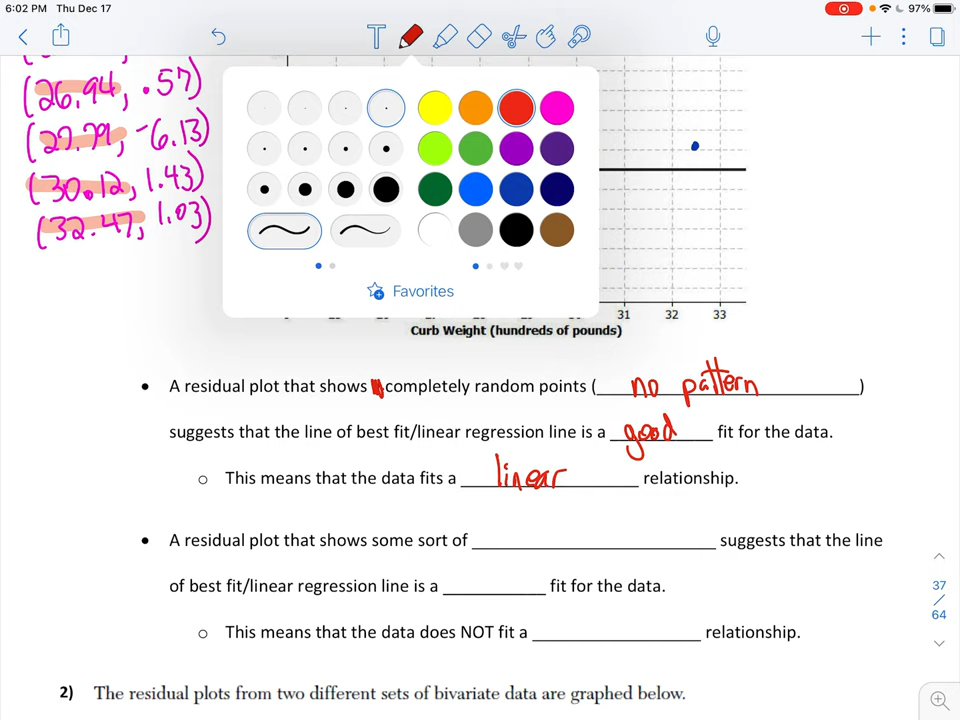 6:02 PM Thu Dec 17
97%
T
(26.94, .57)
(27.79, -6.13)
(30.12, 1.43)
(32.47, 1.03)
Favorites
31 32 33
Curb Weight (hundreds of pounds)
• A residual plot that shows completely random points ( no pattern )
suggests that the line of best fit/linear regression line is a good fit for the data.
o This means that the data fits a linear relationship.
• A residual plot that shows some sort of ____ suggests that the line
of best fit/linear regression line is a ____ fit for the data.
o This means that the data does NOT fit a ____ relationship.
37
/
64
2) The residual plots from two different sets of bivariate data are graphed below.